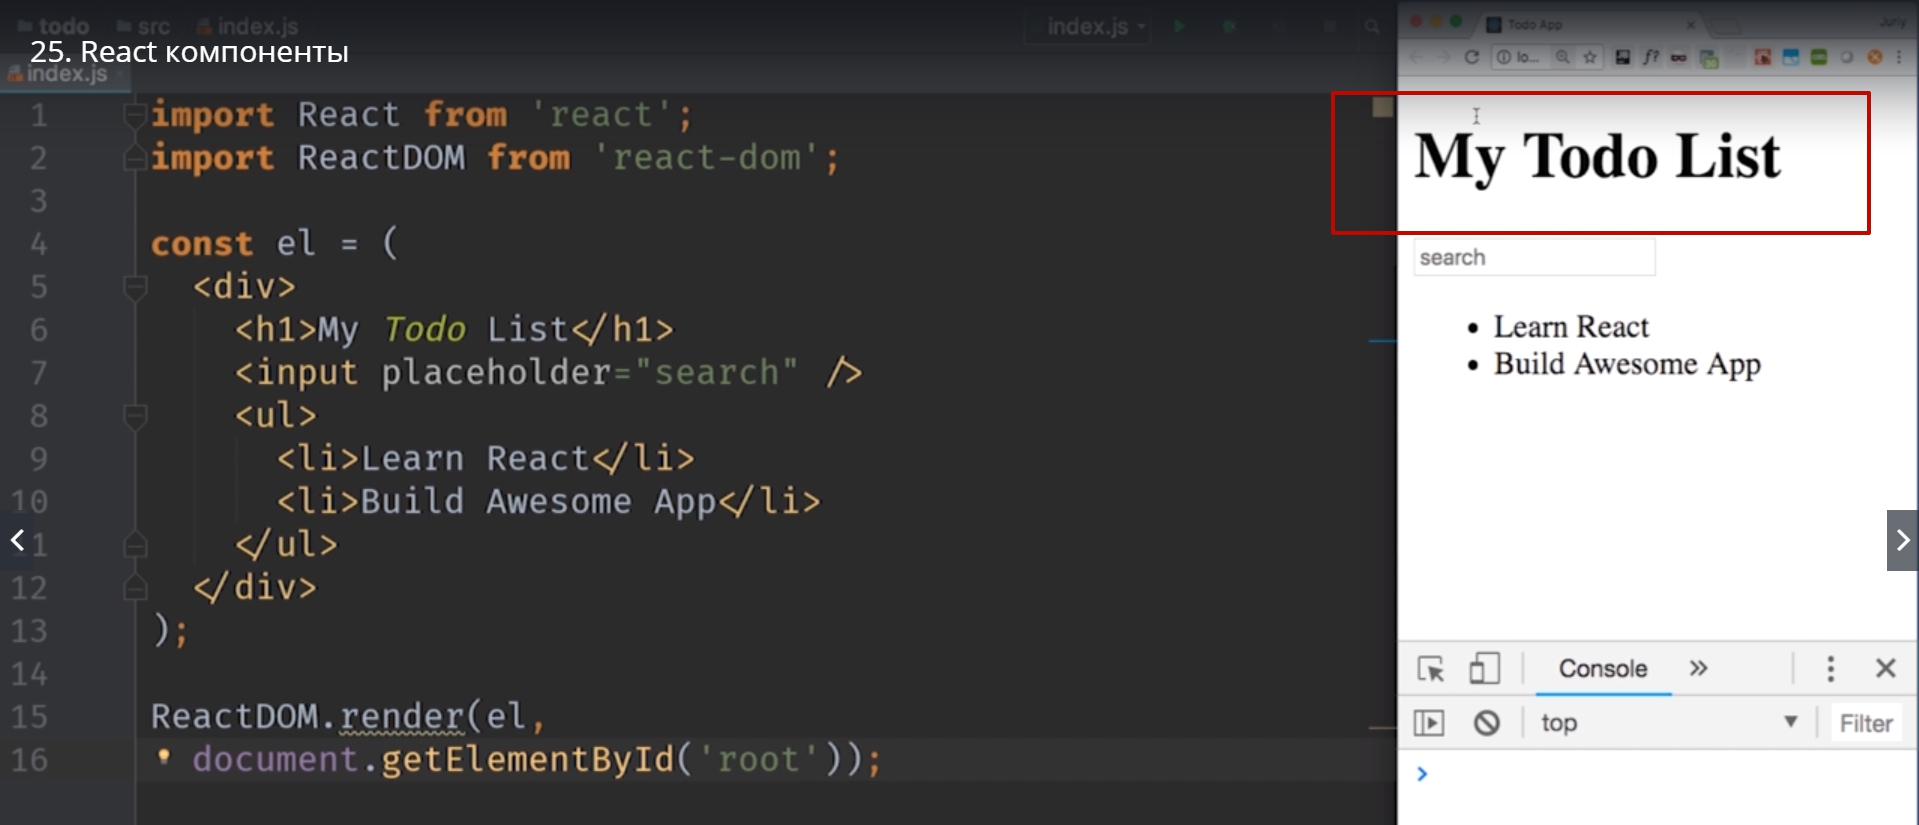 todo src index.js
index.js
25. React компоненты
index.js
1 import React from 'react';
2 import ReactDOM from 'react-dom';
3
4 const el = (
5 <div>
6 <h1>My Todo List</h1>
7 <input placeholder="search" />
8 <ul>
9 <li>Learn React</li>
10 <li>Build Awesome App</li>
11 </ul>
12 </div>
13 );
14
15 ReactDOM.render(el,
16 document.getElementById('root'));
Todo App
lo... f?
My Todo List
search
• Learn React
• Build Awesome App
Console
top Filter